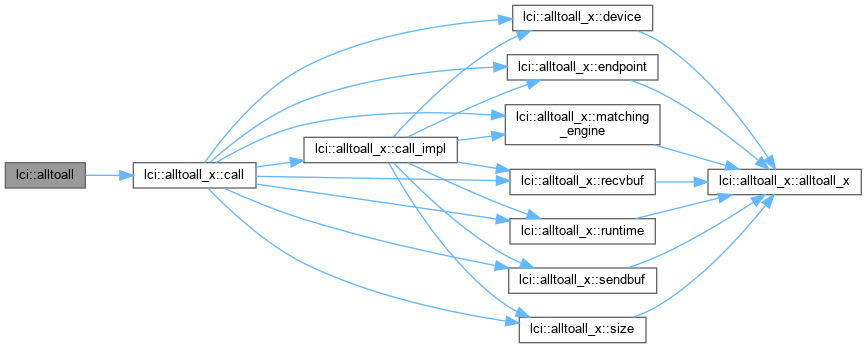 lci::alltoall
lci::alltoall_x::call
lci::alltoall_x::call_impl
lci::alltoall_x::device
lci::alltoall_x::endpoint
lci::alltoall_x::matching
_engine
lci::alltoall_x::recvbuf
lci::alltoall_x::runtime
lci::alltoall_x::sendbuf
lci::alltoall_x::size
lci::alltoall_x::alltoall_x